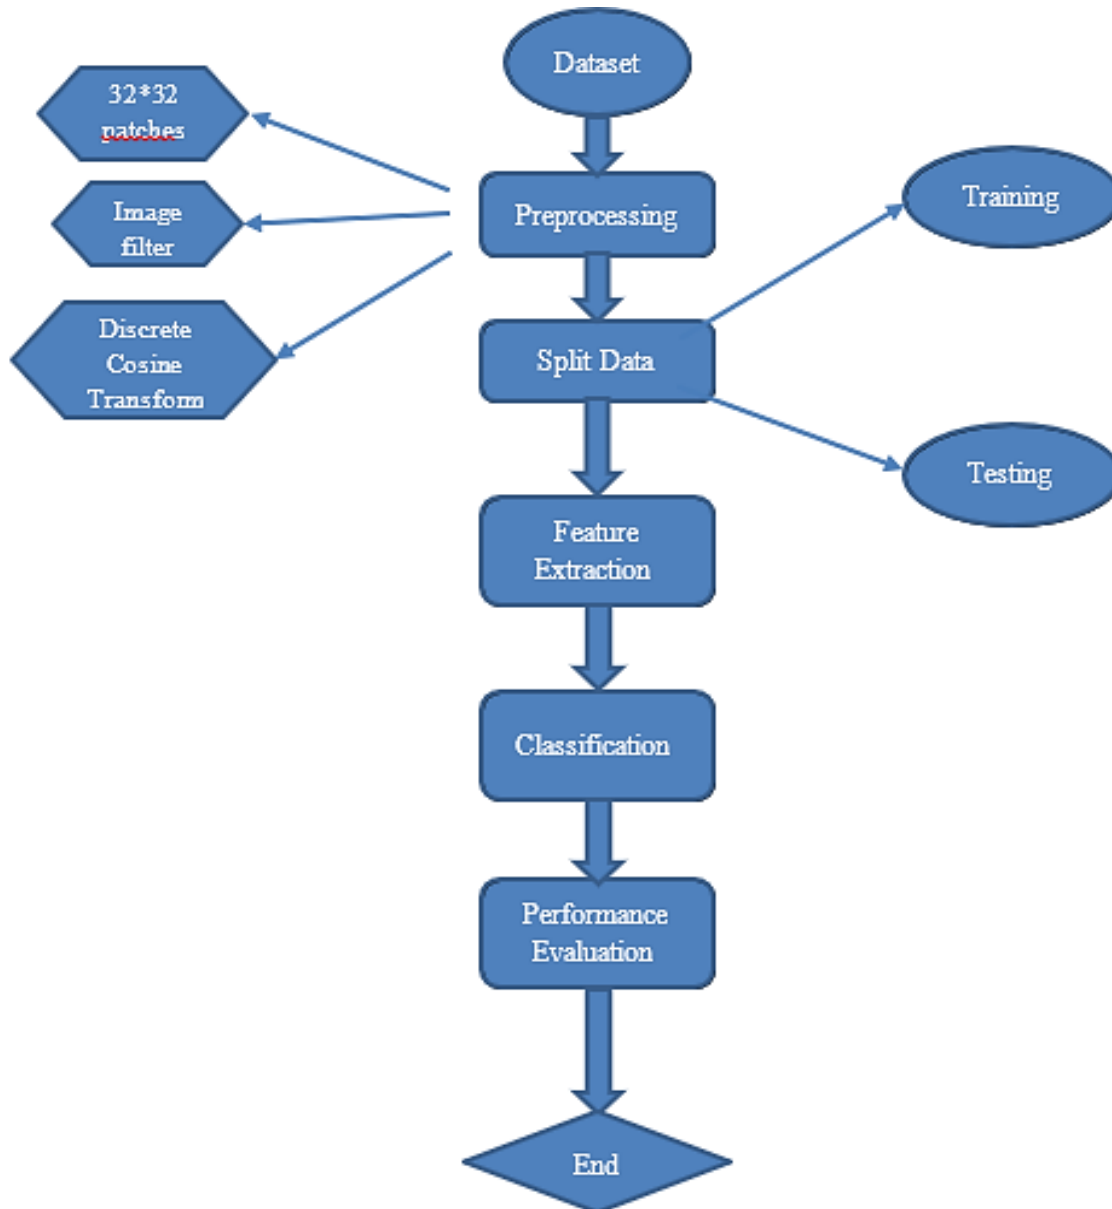 Dataset
32*32
patches
Preprocessing
Training
Image
filter
Split Data
Discrete
Cosine
Transform
Testing
Feature
Extraction
Classification
Performance
Evaluation
End